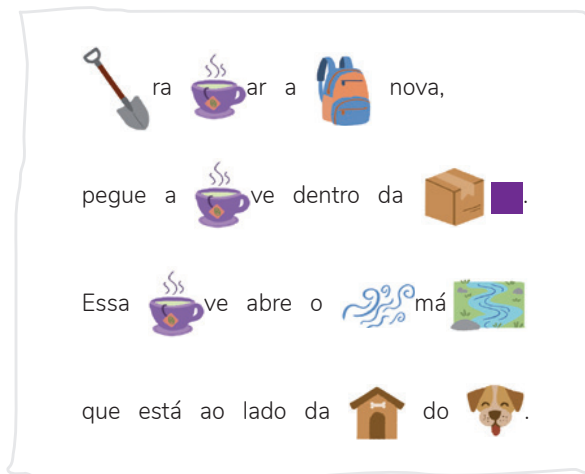 ra ar a nova,
pegue a ve dentro da .
Essa ve abre o má
que está ao lado da do .